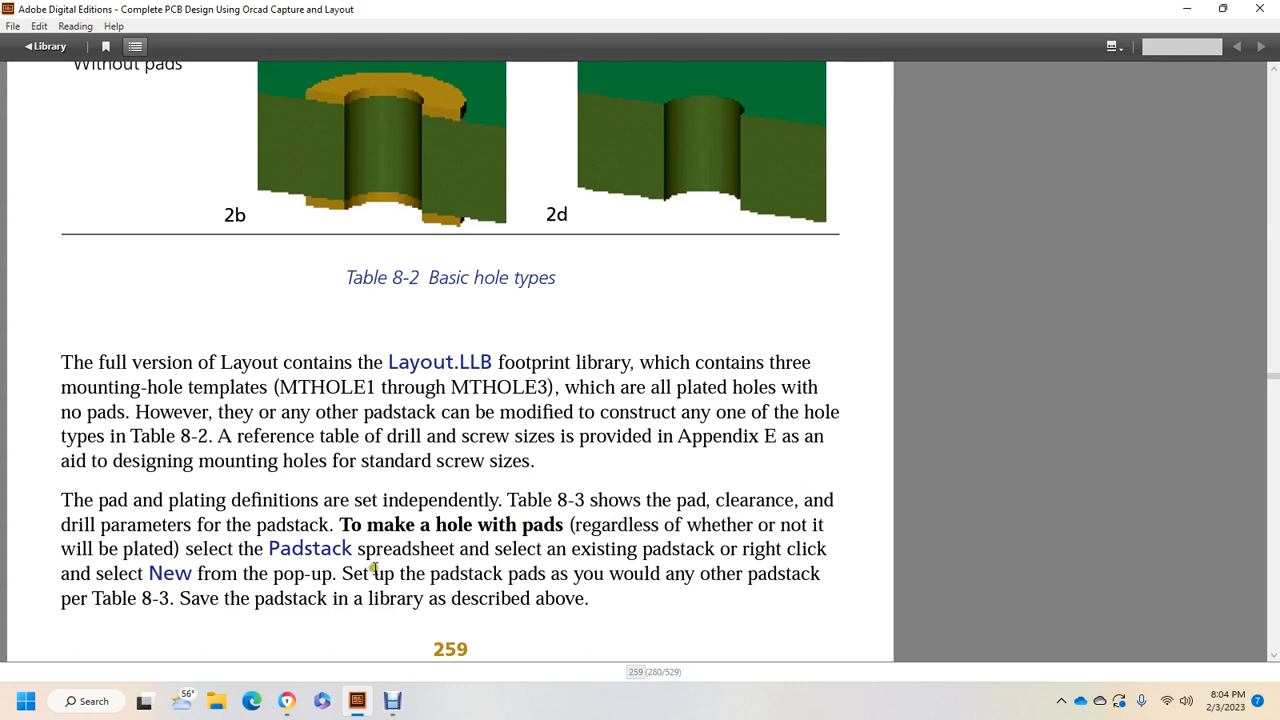 Adobe Digital Editions - Complete PCB Design Using Orcad Capture and Layout
File Edit Reading Help
Library
Without pads
2b 2d
Table 8-2 Basic hole types
The full version of Layout contains the Layout.LLB footprint library, which contains three
mounting-hole templates (MTHOLE1 through MTHOLE3), which are all plated holes with
no pads. However, they or any other padstack can be modified to construct any one of the hole
types in Table 8-2. A reference table of drill and screw sizes is provided in Appendix E as an
aid to designing mounting holes for standard screw sizes.
The pad and plating definitions are set independently. Table 8-3 shows the pad, clearance, and
drill parameters for the padstack. To make a hole with pads (regardless of whether or not it
will be plated) select the Padstack spreadsheet and select an existing padstack or right click
and select New from the pop-up. Set up the padstack pads as you would any other padstack
per Table 8-3. Save the padstack in a library as described above.
259
259 (280/529)
56°
Search
8:04 PM
2/3/2023
7